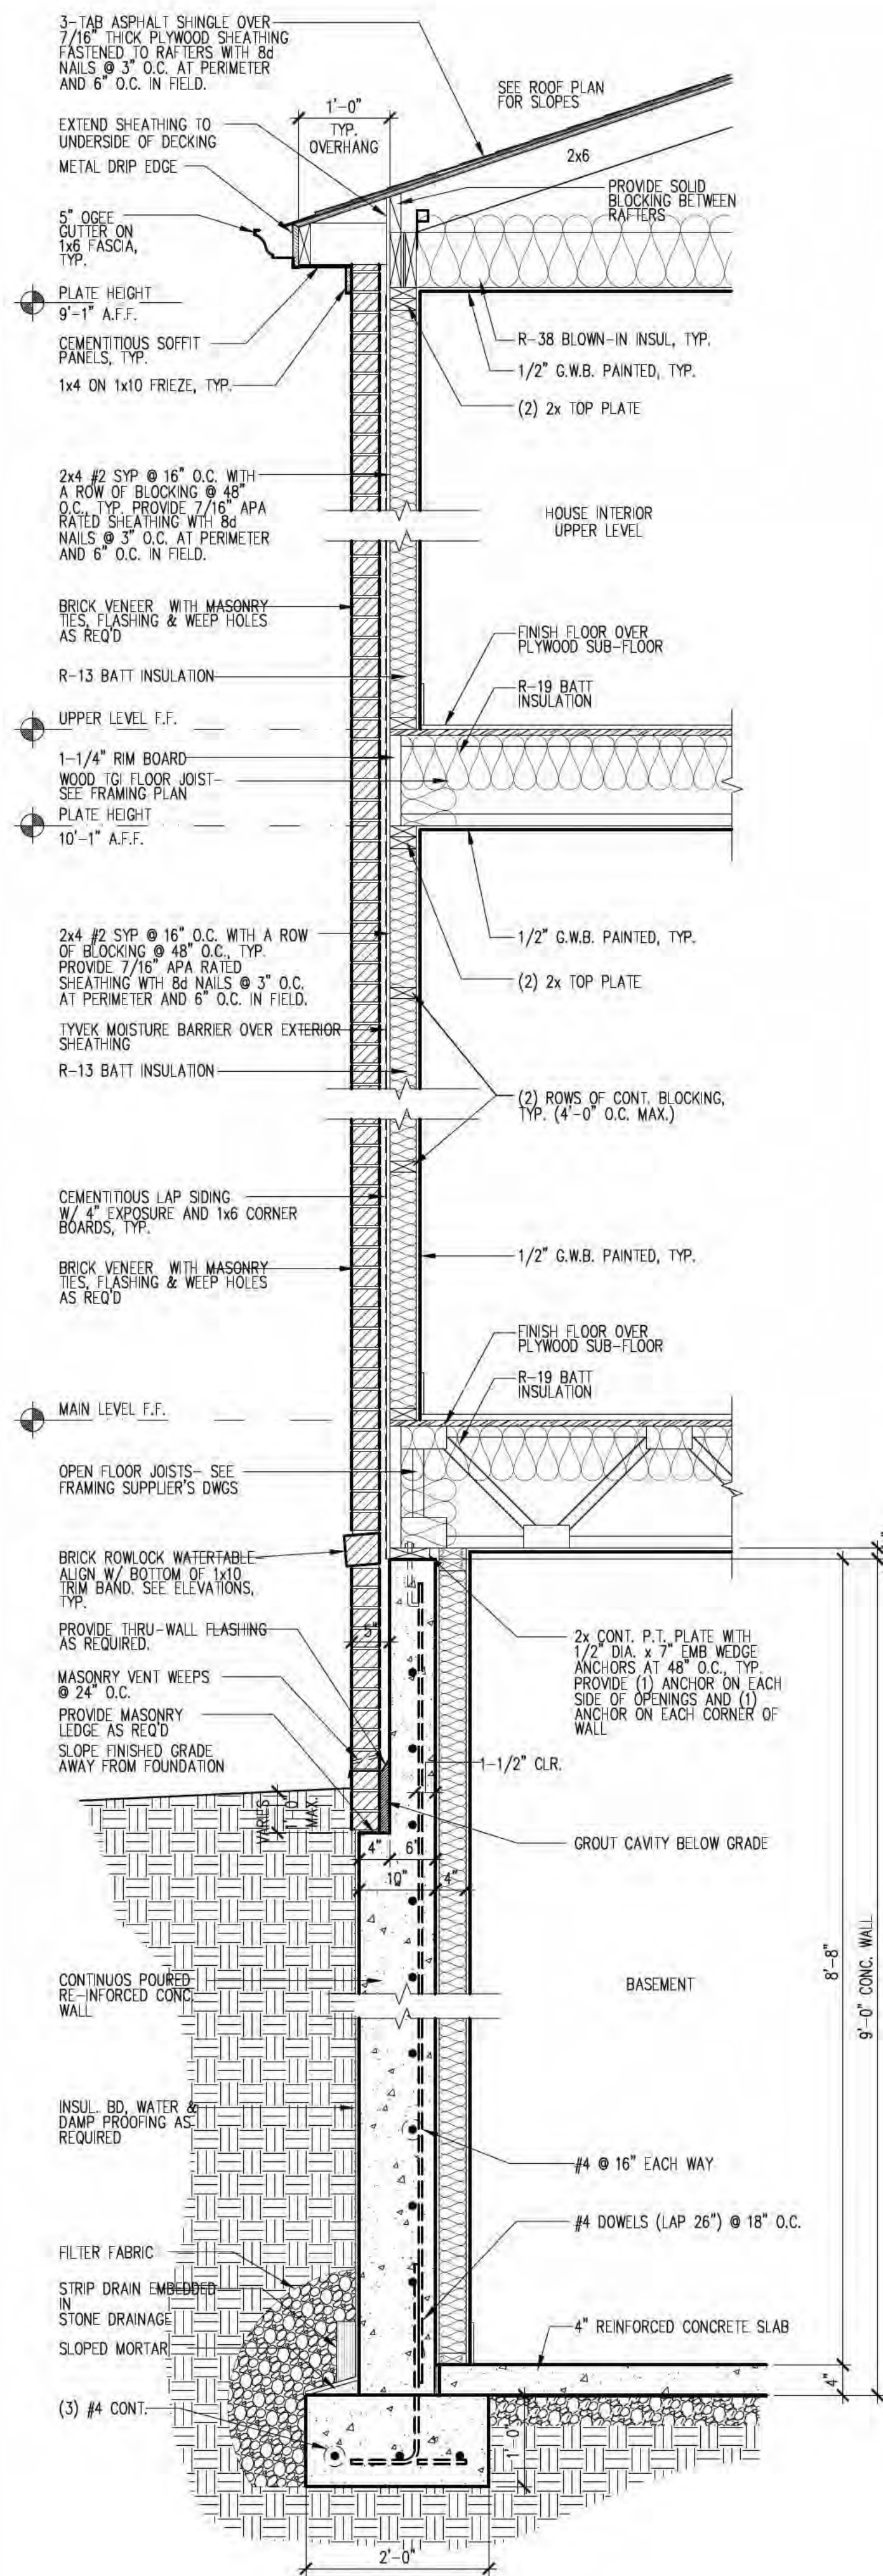 3-TAB ASPHALT SHINGLE OVER
7/16" THICK PLYWOOD SHEATHING
FASTENED TO RAFTERS WITH 8d
NAILS @ 3" O.C. AT PERIMETER
AND 6" O.C. IN FIELD.
SEE ROOF PLAN
FOR SLOPES
1'-0"
TYP.
OVERHANG
EXTEND SHEATHING TO
UNDERSIDE OF DECKING
METAL DRIP EDGE
2x6
PROVIDE SOLID
BLOCKING BETWEEN
RAFTERS
5" OGEE
GUTTER ON
1x6 FASCIA,
TYP.
PLATE HEIGHT
9'-1" A.F.F.
CEMENTITIOUS SOFFIT
PANELS, TYP.
1x4 ON 1x10 FRIEZE, TYP.
R-38 BLOWN-IN INSUL, TYP.
1/2" G.W.B. PAINTED, TYP.
(2) 2x TOP PLATE
2x4 #2 SYP @ 16" O.C. WITH
A ROW OF BLOCKING @ 48"
O.C., TYP. PROVIDE 7/16" APA
RATED SHEATHING WTH 8d
NAILS @ 3" O.C. AT PERIMETER
AND 6" O.C. IN FIELD.
HOUSE INTERIOR
UPPER LEVEL
BRICK VENEER WITH MASONRY
TIES, FLASHING & WEEP HOLES
AS REQ'D
R-13 BATT INSULATION
FINISH FLOOR OVER
PLYWOOD SUB-FLOOR
R-19 BATT
INSULATION
UPPER LEVEL F.F.
1-1/4" RIM BOARD
WOOD TGI FLOOR JOIST-
SEE FRAMING PLAN
PLATE HEIGHT
10'-1" A.F.F.
2x4 #2 SYP @ 16" O.C. WITH A ROW
OF BLOCKING @ 48" O.C., TYP.
PROVIDE 7/16" APA RATED
SHEATHING WTH 8d NAILS @ 3" O.C.
AT PERIMETER AND 6" O.C. IN FIELD.
1/2" G.W.B. PAINTED, TYP.
(2) 2x TOP PLATE
TYVEK MOISTURE BARRIER OVER EXTERIOR
SHEATHING
R-13 BATT INSULATION
(2) ROWS OF CONT. BLOCKING,
TYP. (4'-0" O.C. MAX.)
CEMENTITIOUS LAP SIDING
W/ 4" EXPOSURE AND 1x6 CORNER
BOARDS, TYP.
BRICK VENEER WITH MASONRY
TIES, FLASHING & WEEP HOLES
AS REQ'D
1/2" G.W.B. PAINTED, TYP.
FINISH FLOOR OVER
PLYWOOD SUB-FLOOR
R-19 BATT
INSULATION
MAIN LEVEL F.F.
OPEN FLOOR JOISTS- SEE
FRAMING SUPPLIER'S DWGS
BRICK ROWLOCK WATERTABLE
ALIGN W/ BOTTOM OF 1x10
TRIM BAND. SEE ELEVATIONS,
TYP.
PROVIDE THRU-WALL FLASHING
AS REQUIRED.
5"
2x CONT. P.T. PLATE WITH
1/2" DIA. x 7" EMB WEDGE
ANCHORS AT 48" O.C., TYP.
PROVIDE (1) ANCHOR ON EACH
SIDE OF OPENINGS AND (1)
ANCHOR ON EACH CORNER OF
WALL
MASONRY VENT WEEPS
@ 24" O.C.
PROVIDE MASONRY
LEDGE AS REQ'D
SLOPE FINISHED GRADE
AWAY FROM FOUNDATION
1-1/2" CLR.
VARIES
1'-0"
MAX.
GROUT CAVITY BELOW GRADE
4"
6"
10"
4"
8'-8"
9'-0" CONC. WALL
CONTINUOS POURED
RE-INFORCED CONC.
WALL
BASEMENT
INSUL. BD, WATER &
DAMP PROOFING AS
REQUIRED
#4 @ 16" EACH WAY
#4 DOWELS (LAP 26") @ 18" O.C.
FILTER FABRIC
STRIP DRAIN EMBEDDED
IN
STONE DRAINAGE
SLOPED MORTAR
4" REINFORCED CONCRETE SLAB
4"
(3) #4 CONT.
1'-0"
2'-0"